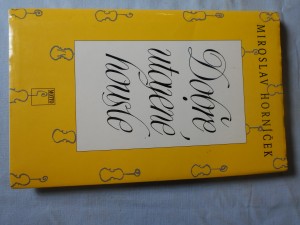 MIROSLAV HORNÍČEK
Dobře
utajené
housle